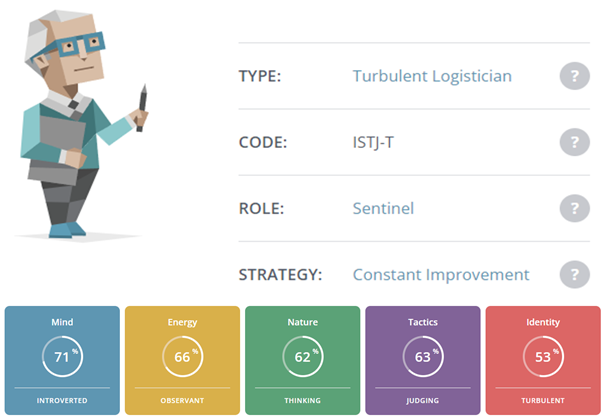 TYPE: Turbulent Logistician ?
CODE: ISTJ-T ?
ROLE: Sentinel ?
STRATEGY: Constant Improvement ?
Mind
71 %
INTROVERTED
Energy
66 %
OBSERVANT
Nature
62 %
THINKING
Tactics
63 %
JUDGING
Identity
53 %
TURBULENT